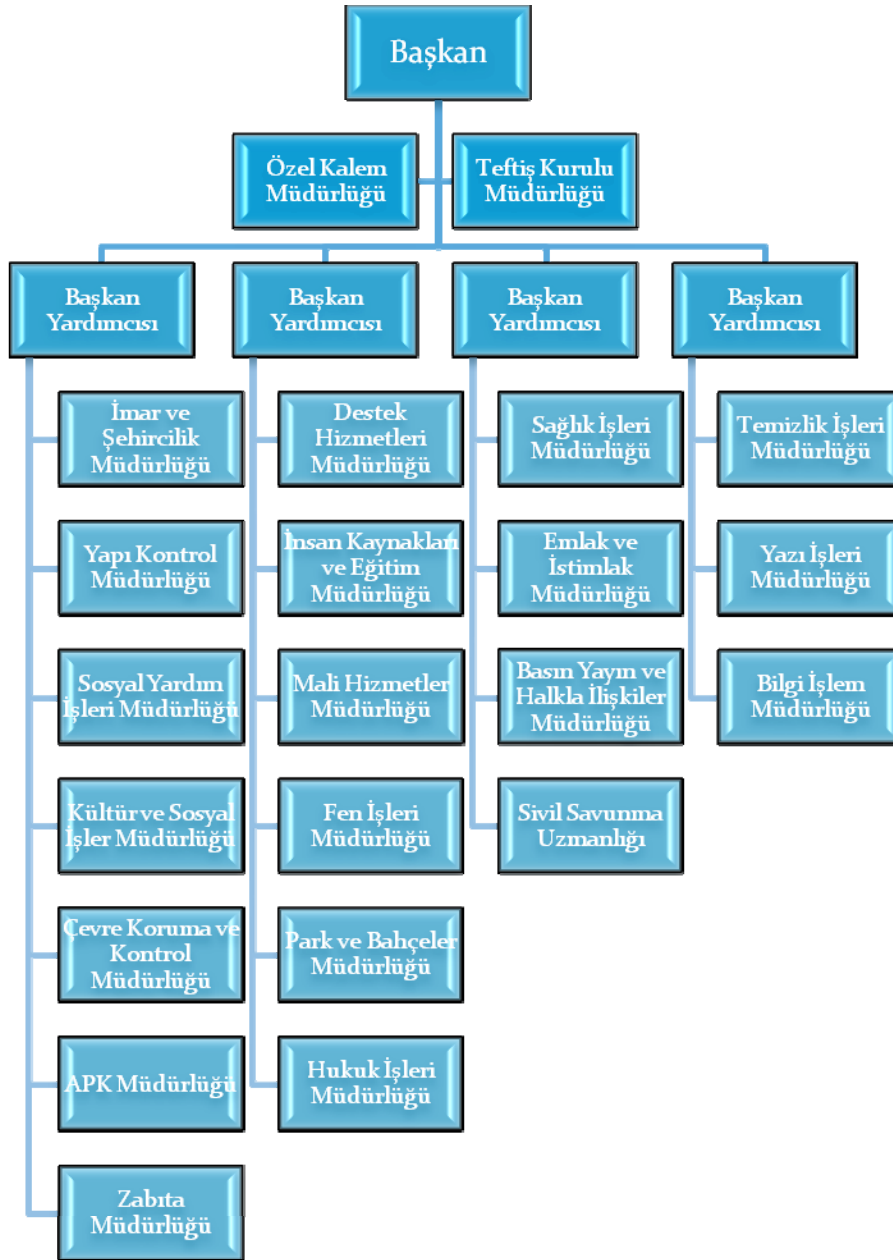 Başkan
Özel Kalem
Müdürlüğü
Teftiş Kurulu
Müdürlüğü
Başkan
Yardımcısı
Başkan
Yardımcısı
Başkan
Yardımcısı
Başkan
Yardımcısı
İmar ve
Şehircilik
Müdürlüğü
Yapı Kontrol
Müdürlüğü
Sosyal Yardım
İşleri Müdürlüğü
Kültür ve Sosyal
İşler Müdürlüğü
Çevre Koruma ve
Kontrol
Müdürlüğü
APK Müdürlüğü
Zabıta
Müdürlüğü
Destek
Hizmetleri
Müdürlüğü
İnsan Kaynakları
ve Eğitim
Müdürlüğü
Mali Hizmetler
Müdürlüğü
Fen İşleri
Müdürlüğü
Park ve Bahçeler
Müdürlüğü
Hukuk İşleri
Müdürlüğü
Sağlık İşleri
Müdürlüğü
Emlak ve
İstimlak
Müdürlüğü
Basın Yayın ve
Halkla İlişkiler
Müdürlüğü
Sivil Savunma
Uzmanlığı
Temizlik İşleri
Müdürlüğü
Yazı İşleri
Müdürlüğü
Bilgi İşlem
Müdürlüğü